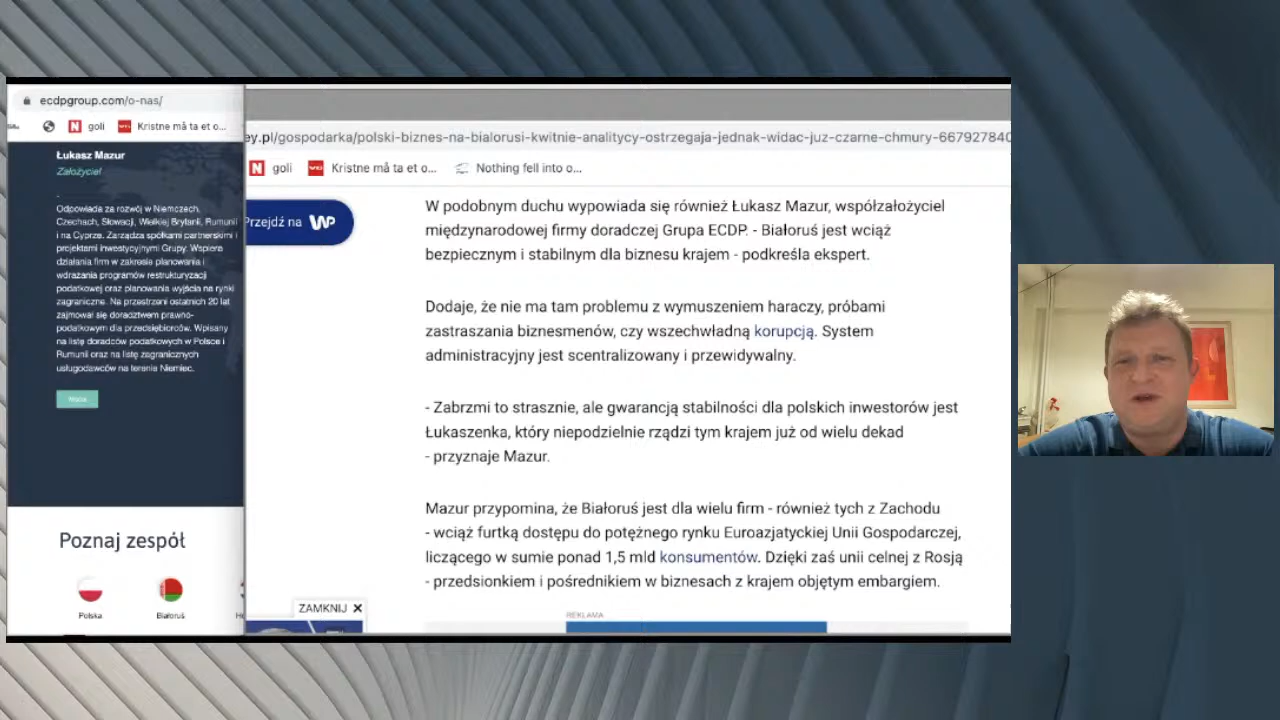 ecdpgroup.com/o-nas/
goli
Kristne må ta et o...
Łukasz Mazur
Założyciel
Odpowiada za rozwój w Niemczech,
Czechach, Słowacji, Wielkiej Brytanii, Rumunii
i na Cyprze. Zarządza spółkami partnerskimi i
projektami inwestycyjnymi Grupy. Wspiera
działania firm w zakresie planowania i
wdrażania programów restrukturyzacji
podatkowej oraz planowania wyjścia na rynki
zagraniczne. Na przestrzeni ostatnich 20 lat
zajmował się doradztwem prawno-
podatkowym dla przedsiębiorców. Wpisany
na listę doradców podatkowych w Polsce i
Rumunii oraz na listę zagranicznych
usługodawców na terenie Niemiec.
Poznaj zespół
Polska
Białoruś
ey.pl/gospodarka/polski-biznes-na-bialorusi-kwitnie-analitycy-ostrzegaja-jednak-widac-juz-czarne-chmury-667927840
N goli
Kristne må ta et o...
Nothing fell into o...
Przejdź na WP
W podobnym duchu wypowiada się również Łukasz Mazur, współzałożyciel
międzynarodowej firmy doradczej Grupa ECDP. - Białoruś jest wciąż
bezpiecznym i stabilnym dla biznesu krajem - podkreśla ekspert.
Dodaje, że nie ma tam problemu z wymuszeniem haraczy, próbami
zastraszania biznesmenów, czy wszechwładną korupcją. System
administracyjny jest scentralizowany i przewidywalny.
- Zabrzmi to strasznie, ale gwarancją stabilności dla polskich inwestorów jest
Łukaszenka, który niepodzielnie rządzi tym krajem już od wielu dekad
- przyznaje Mazur.
Mazur przypomina, że Białoruś jest dla wielu firm - również tych z Zachodu
- wciąż furtką dostępu do potężnego rynku Euroazjatyckiej Unii Gospodarczej,
liczącego w sumie ponad 1,5 mld konsumentów. Dzięki zaś unii celnej z Rosją
- przedsionkiem i pośrednikiem w biznesach z krajem objętym embargiem.
ZAMKNIJ ✕
REKLAMA